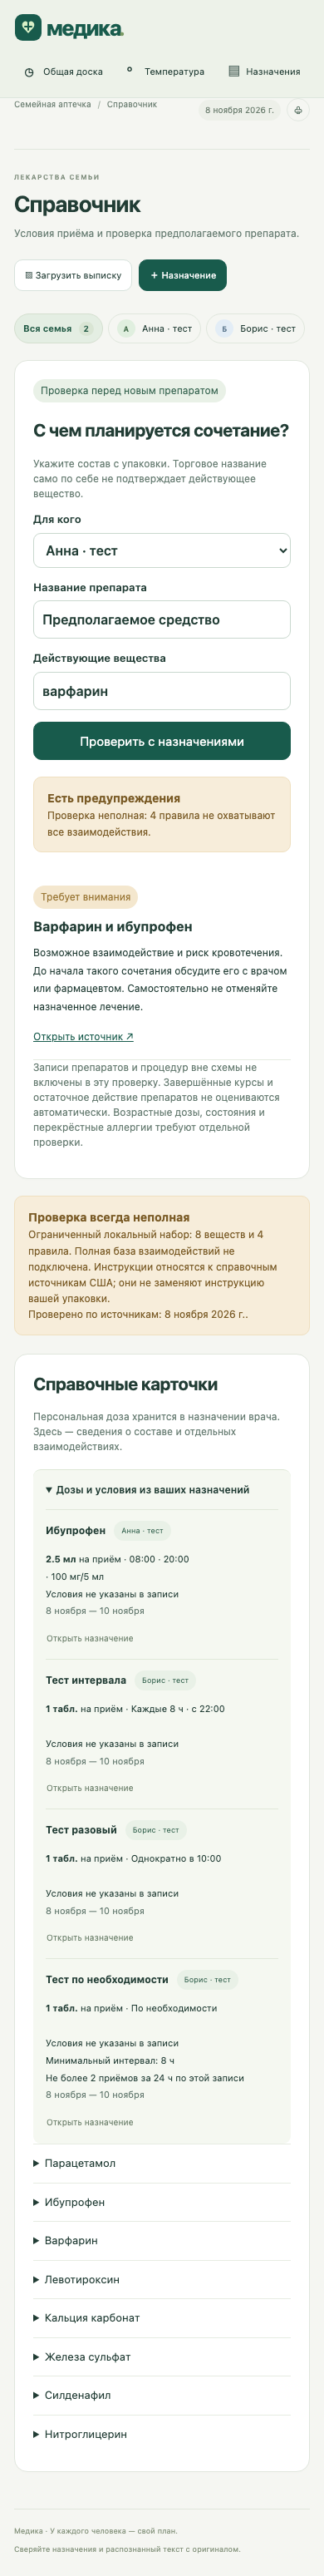 медика.
Общая доска
Температура
Назначения
Семейная аптечка / Справочник
8 ноября 2026 г.
ЛЕКАРСТВА СЕМЬИ
Справочник
Условия приёма и проверка предполагаемого препарата.
Загрузить выписку
+ Назначение
Вся семья 2
А Анна · тест
Б Борис · тест
Проверка перед новым препаратом
С чем планируется сочетание?
Укажите состав с упаковки. Торговое название
само по себе не подтверждает действующее
вещество.
Для кого
Анна · тест
Название препарата
Предполагаемое средство
Действующие вещества
варфарин
Проверить с назначениями
Есть предупреждения
Проверка неполная: 4 правила не охватывают
все взаимодействия.
Требует внимания
Варфарин и ибупрофен
Возможное взаимодействие и риск кровотечения.
До начала такого сочетания обсудите его с врачом
или фармацевтом. Самостоятельно не отменяйте
назначенное лечение.
Открыть источник ↗
Записи препаратов и процедур вне схемы не
включены в эту проверку. Завершённые курсы и
остаточное действие препаратов не оцениваются
автоматически. Возрастные дозы, состояния и
перекрёстные аллергии требуют отдельной
проверки.
Проверка всегда неполная
Ограниченный локальный набор: 8 веществ и 4
правила. Полная база взаимодействий не
подключена. Инструкции относятся к справочным
источникам США; они не заменяют инструкцию
вашей упаковки.
Проверено по источникам: 8 ноября 2026 г..
Справочные карточки
Персональная доза хранится в назначении врача.
Здесь — сведения о составе и отдельных
взаимодействиях.
▼ Дозы и условия из ваших назначений
Ибупрофен Анна · тест
2.5 мл на приём · 08:00 · 20:00
· 100 мг/5 мл
Условия не указаны в записи
8 ноября — 10 ноября
Открыть назначение
Тест интервала Борис · тест
1 табл. на приём · Каждые 8 ч · с 22:00
Условия не указаны в записи
8 ноября — 10 ноября
Открыть назначение
Тест разовый Борис · тест
1 табл. на приём · Однократно в 10:00
Условия не указаны в записи
8 ноября — 10 ноября
Открыть назначение
Тест по необходимости Борис · тест
1 табл. на приём · По необходимости
Условия не указаны в записи
Минимальный интервал: 8 ч
Не более 2 приёмов за 24 ч по этой записи
8 ноября — 10 ноября
Открыть назначение
▶ Парацетамол
▶ Ибупрофен
▶ Варфарин
▶ Левотироксин
▶ Кальция карбонат
▶ Железа сульфат
▶ Силденафил
▶ Нитроглицерин
Медика · У каждого человека — свой план.
Сверяйте назначения и распознанный текст с оригиналом.